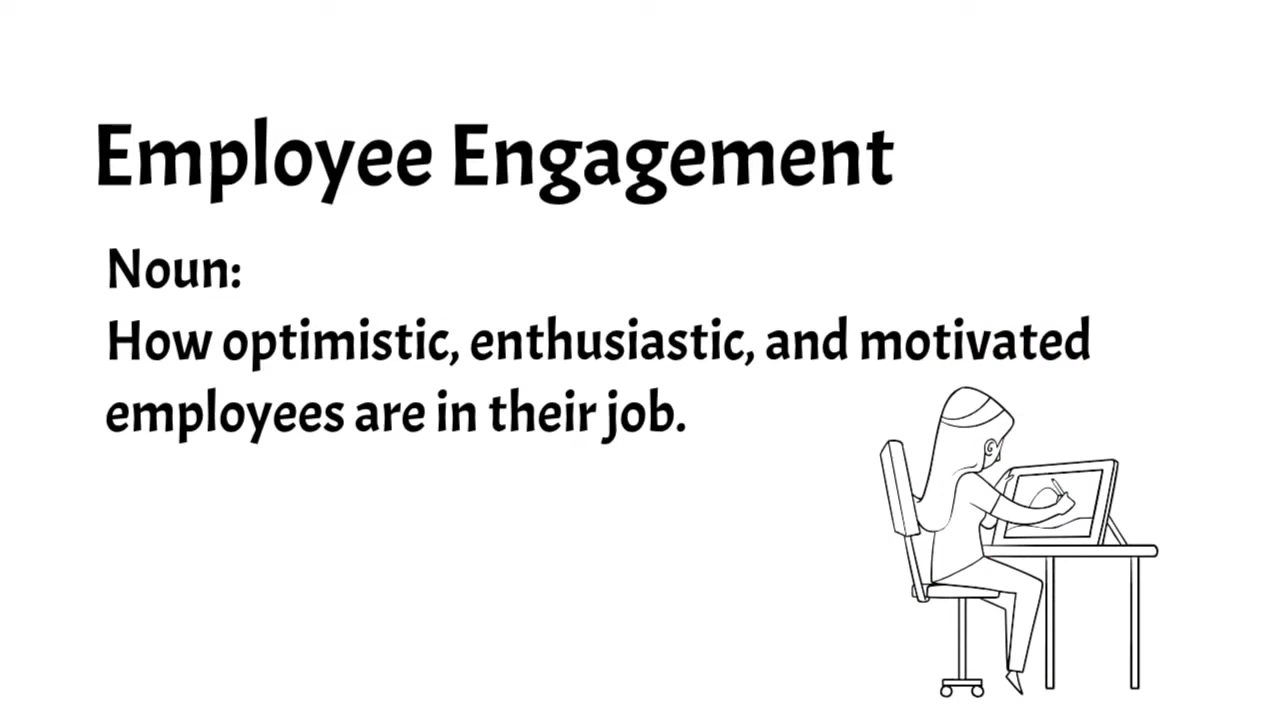 Employee Engagement
Noun:
How optimistic, enthusiastic, and motivated
employees are in their job.